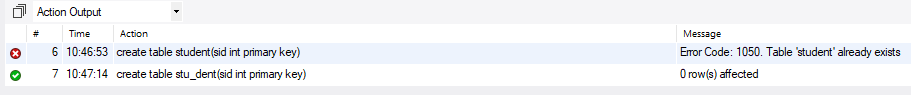 Action Output
# Time Action Message
6 10:46:53 create table student(sid int primary key) Error Code: 1050. Table 'student' already exists
7 10:47:14 create table stu_dent(sid int primary key) 0 row(s) affected